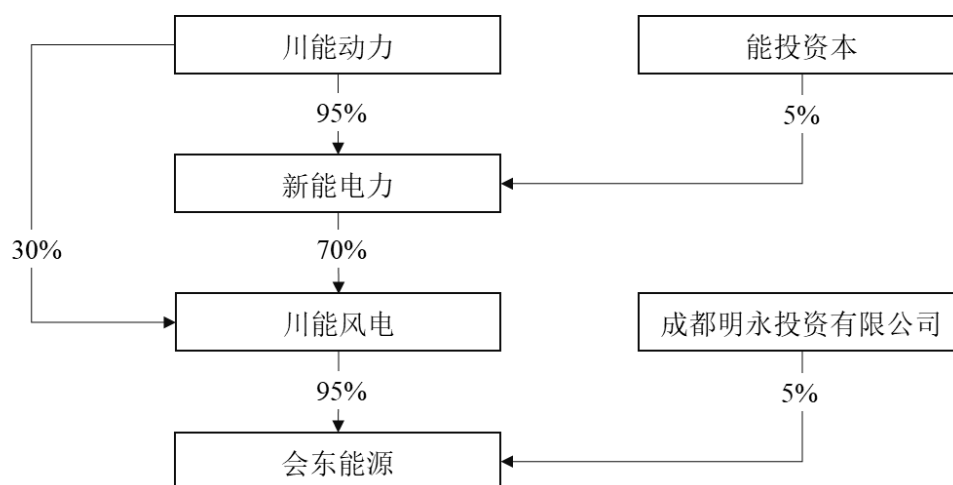 川能动力
能投资本
95%
5%
新能电力
30%
70%
川能风电
成都明永投资有限公司
95%
5%
会东能源